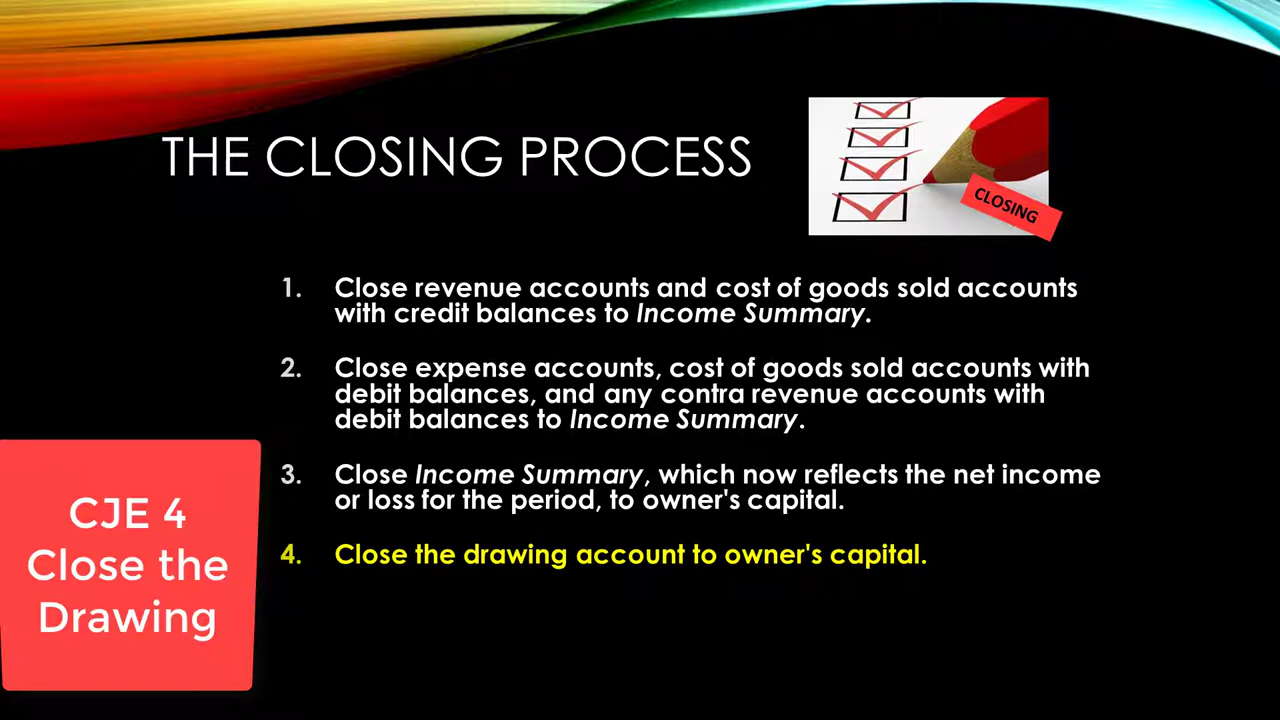 THE CLOSING PROCESS
CLOSING
1. Close revenue accounts and cost of goods sold accounts
with credit balances to Income Summary.
2. Close expense accounts, cost of goods sold accounts with
debit balances, and any contra revenue accounts with
debit balances to Income Summary.
3. Close Income Summary, which now reflects the net income
or loss for the period, to owner's capital.
4. Close the drawing account to owner's capital.
CJE 4
Close the
Drawing